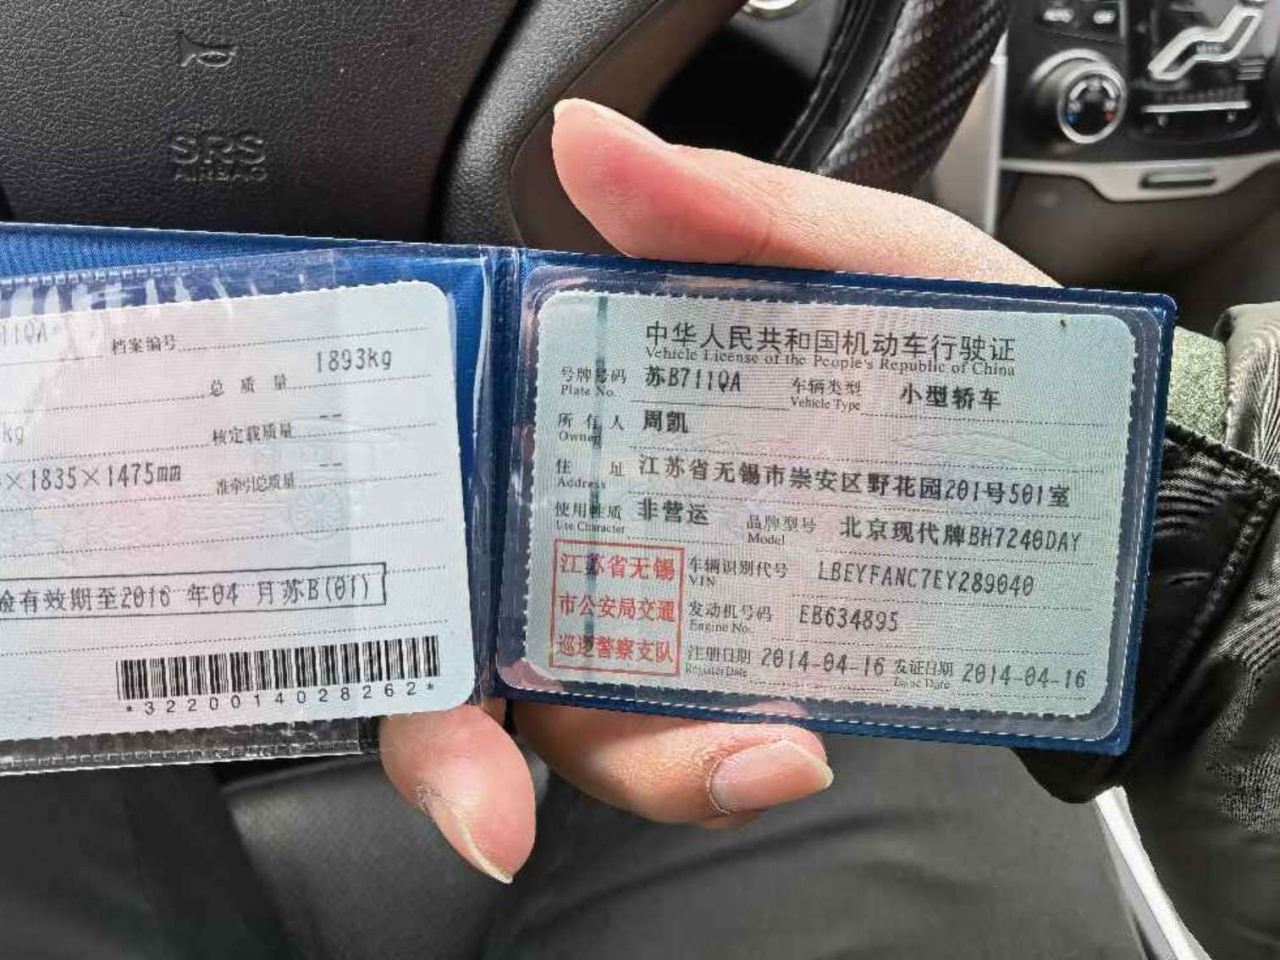 SRS
AIRBAG
11QA
档案编号
总 质 量 1893kg
kg 核定载质量 --
×1835×1475mm 准牵引总质量 --
有效期至2016 年04 月苏B(01)
*3220014028262*
中华人民共和国机动车行驶证
Vehicle License of the People's Republic of China
号牌号码 苏B711QA 车辆类型 小型轿车
Plate No. Vehicle Type
所 有 人 周凯
Owner
住 址 江苏省无锡市崇安区野花园201号501室
Address
使用性质 非营运 品牌型号 北京现代牌BH7240DAY
Use Character Model
江苏省无锡
市公安局交通
巡逻警察支队
车辆识别代号 LBEYFANC7EY289040
VIN
发动机号码 EB634895
Engine No.
注册日期 2014-04-16 发证日期 2014-04-16
Register Date Issue Date